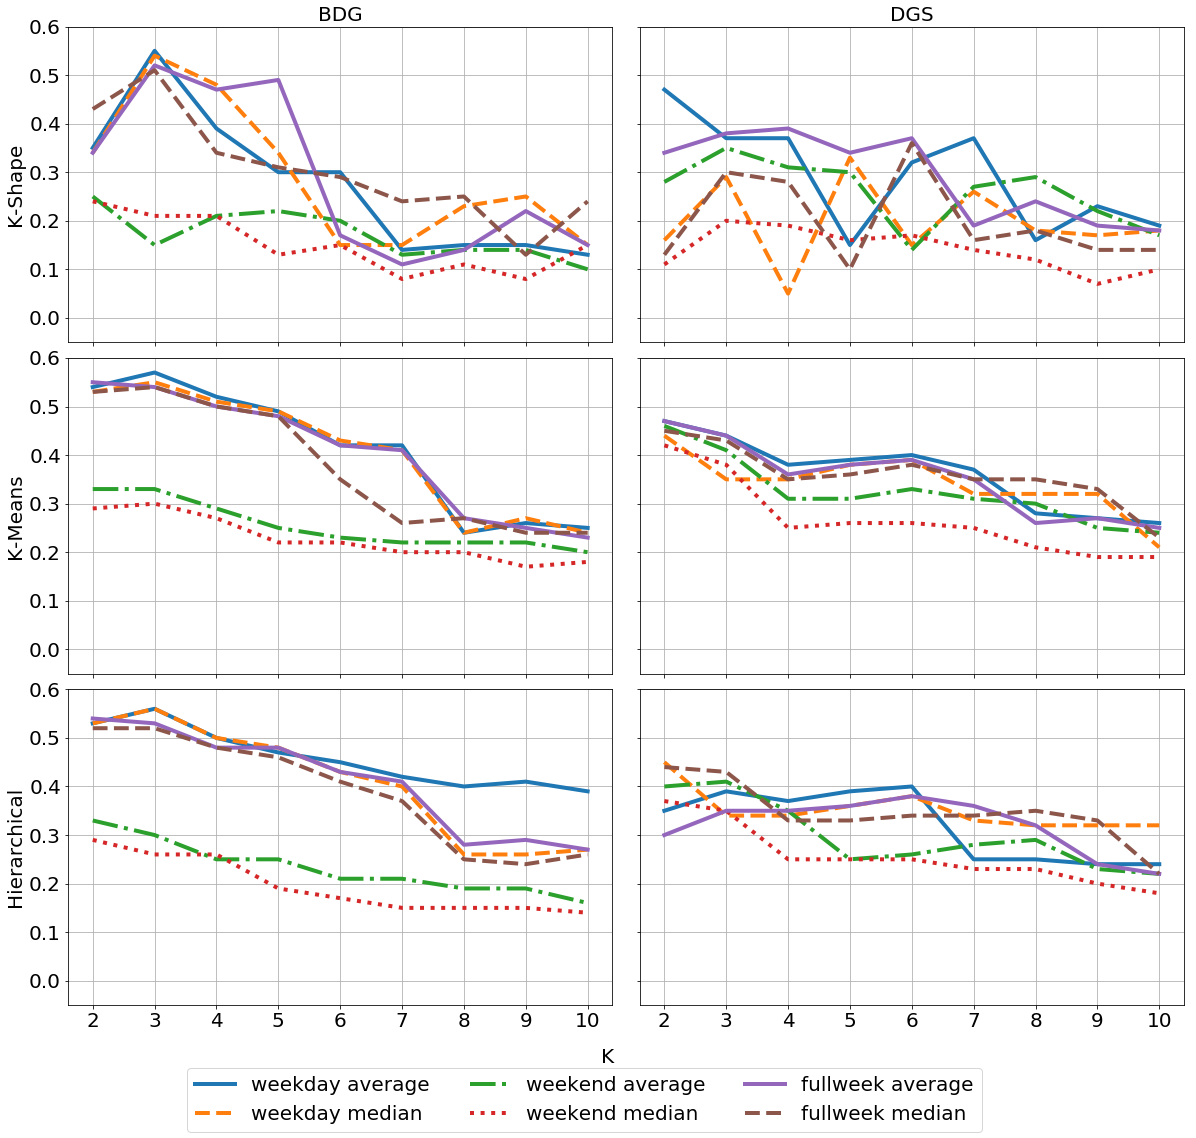 BDG
DGS
K-Shape
0.6
0.5
0.4
0.3
0.2
0.1
0.0
K-Means
0.6
0.5
0.4
0.3
0.2
0.1
0.0
Hierarchical
0.6
0.5
0.4
0.3
0.2
0.1
0.0
2 3 4 5 6 7 8 9 10
2 3 4 5 6 7 8 9 10
K
weekday average
weekend average
fullweek average
weekday median
weekend median
fullweek median